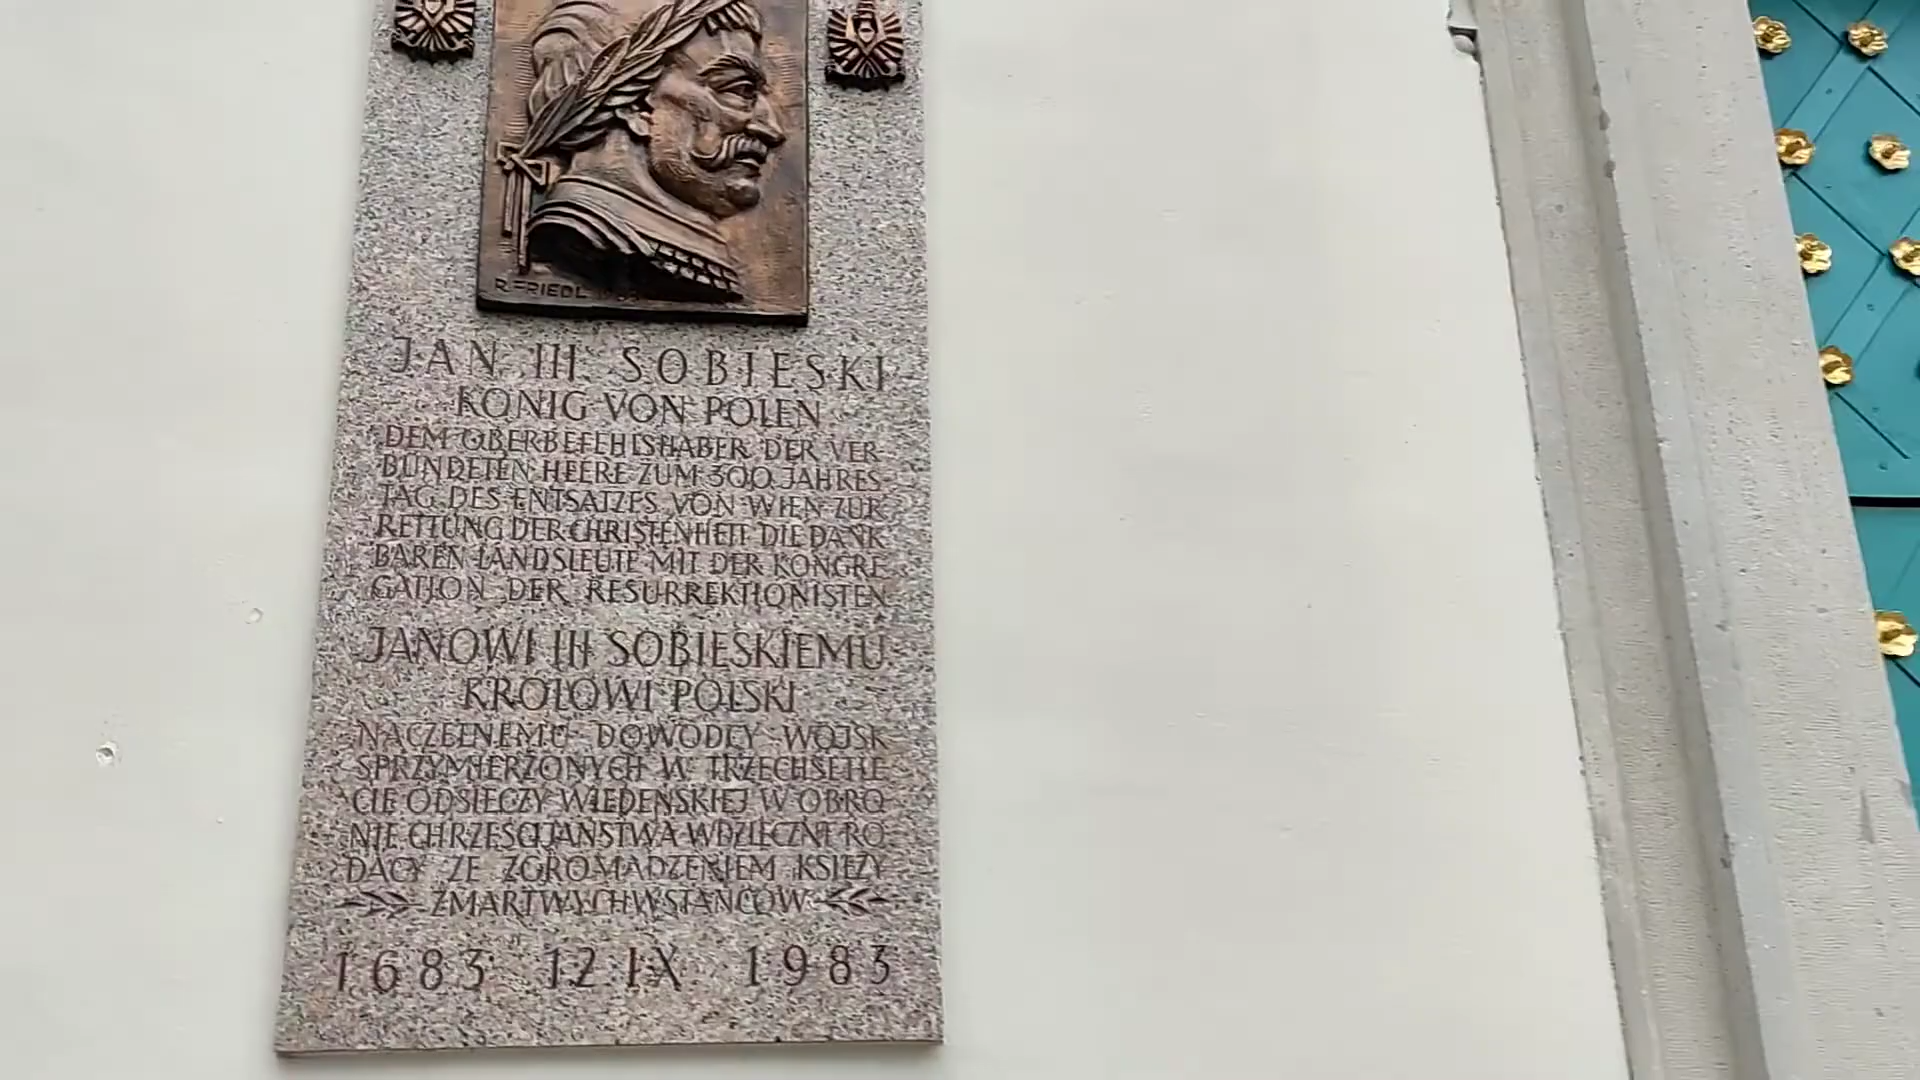 R. FRIEDL
JAN III SOBIESKI
KÖNIG VON POLEN
DEM OBERBEFEHLSHABER DER VER-
BÜNDETEN HEERE ZUM 300 JAHRES-
TAG DES ENTSATZES VON WIEN ZUR
RETTUNG DER CHRISTENHEIT DIE DANK
BAREN LANDSLEUTE MIT DER KONGRE
GATION DER RESURREKTIONISTEN
JANOWI III SOBIESKIEMU
KRÓLOWI POLSKI
NACZELNEMU DOWÓDCY WOJSK
SPRZYMIERZONYCH W TRZECHSETLE
CIE ODSIECZY WIEDEŃSKIEJ W OBRO
NIE CHRZEŚCIJAŃSTWA WDZIĘCZNI RO
DACY ZE ZGROMADZENIEM KSIĘŻY
ZMARTWYCHWSTAŃCÓW
1683 12 IX 1983